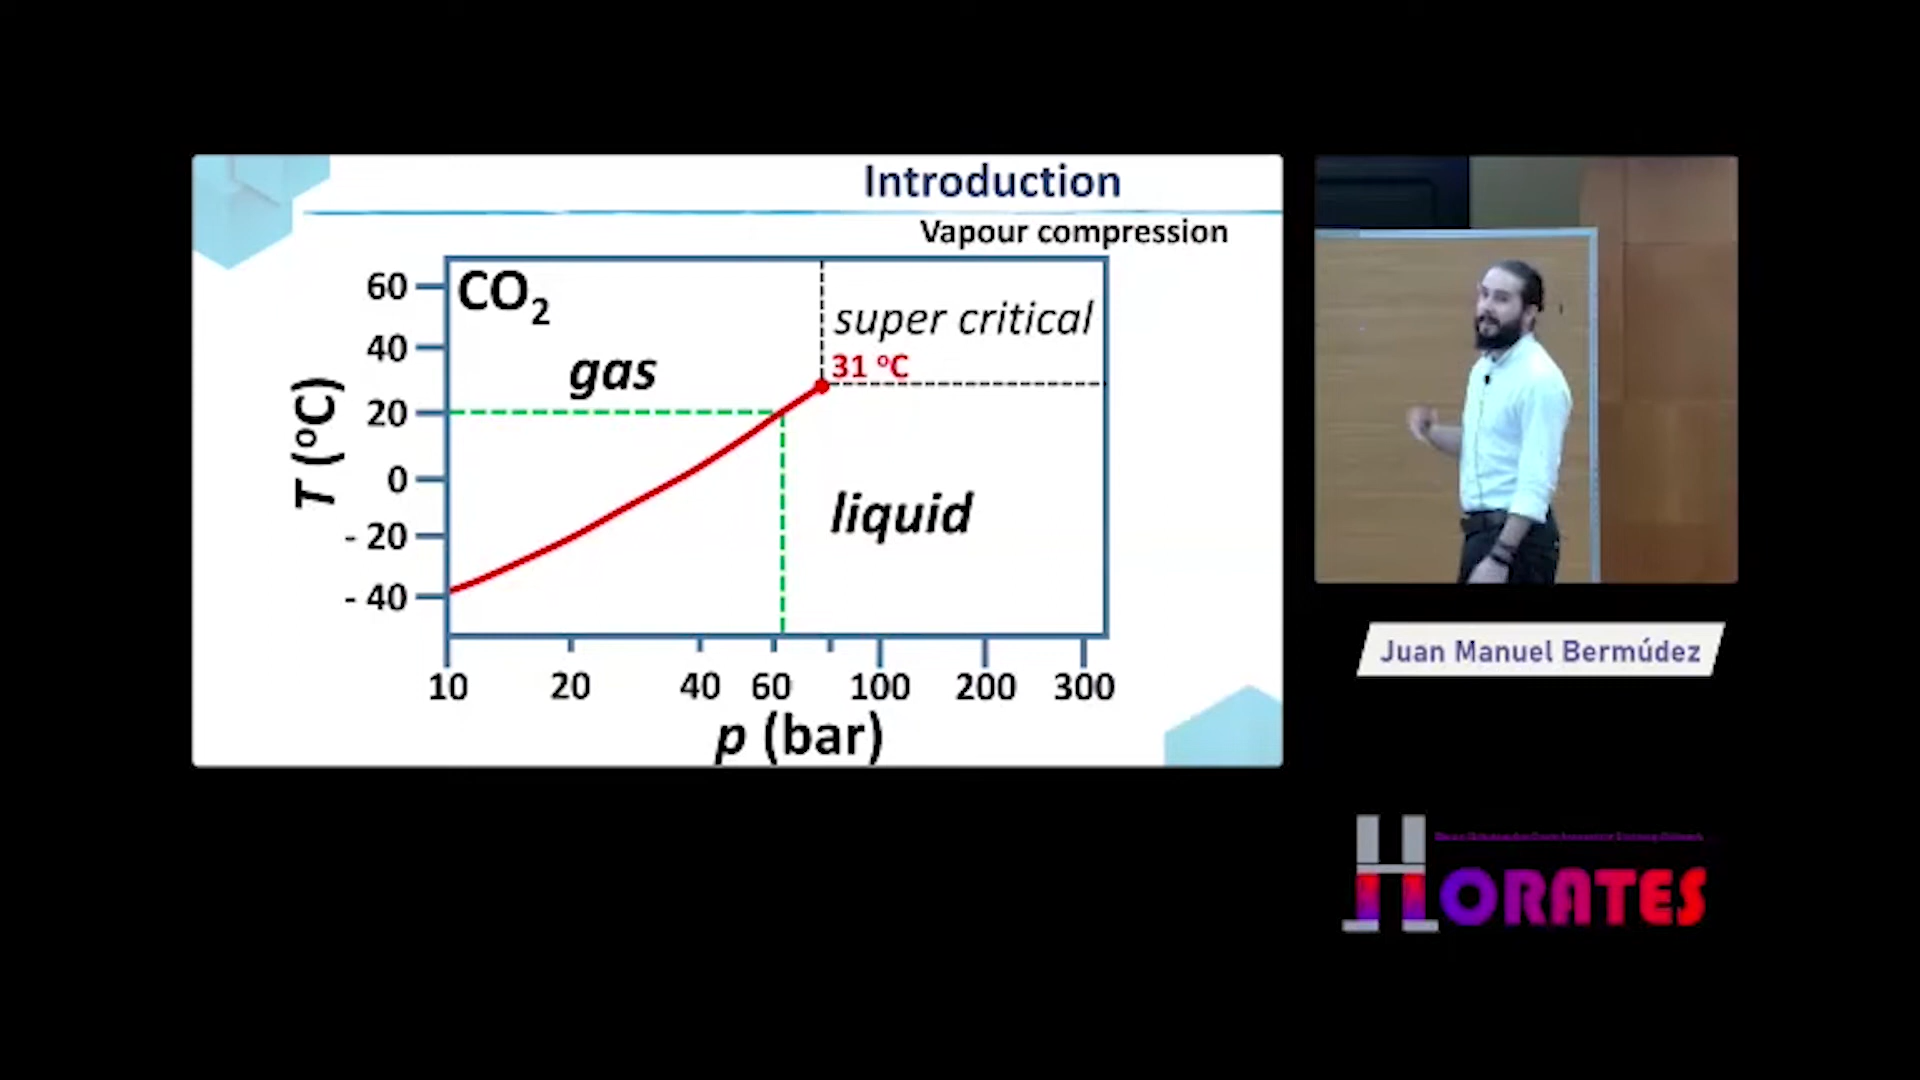 Introduction
Vapour compression
CO2
gas
super critical
31 °C
liquid
T (°C)
60
40
20
0
- 20
- 40
10 20 40 60 100 200 300
p (bar)
Juan Manuel Bermúdez
HORATES